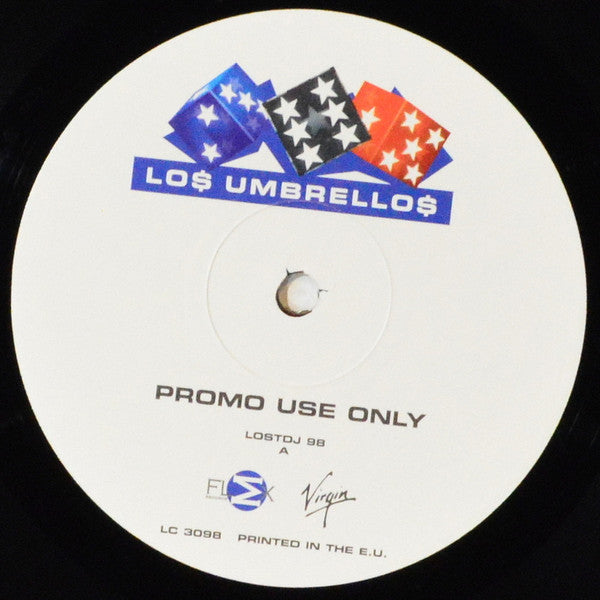 LO$ UMBRELLO$
PROMO USE ONLY
LOSTDJ 98
A
FLEX Virgin
LC 3098 PRINTED IN THE E.U.